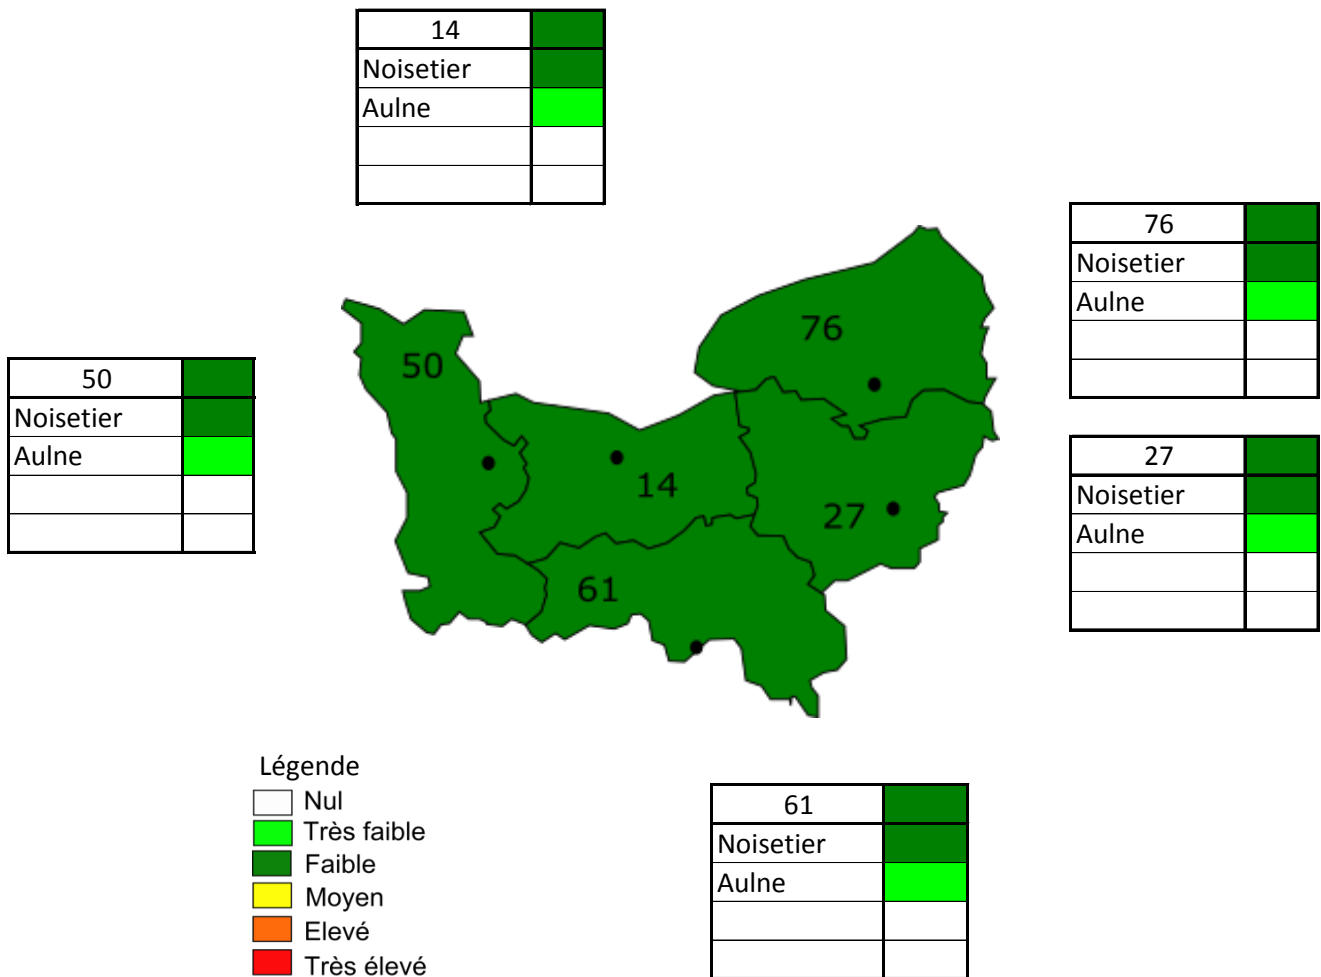 14
Noisetier
Aulne
76
Noisetier
Aulne
50
Noisetier
Aulne
27
Noisetier
Aulne
76
50
14
27
61
Légende
Nul
Très faible
Faible
Moyen
Elevé
Très élevé
61
Noisetier
Aulne